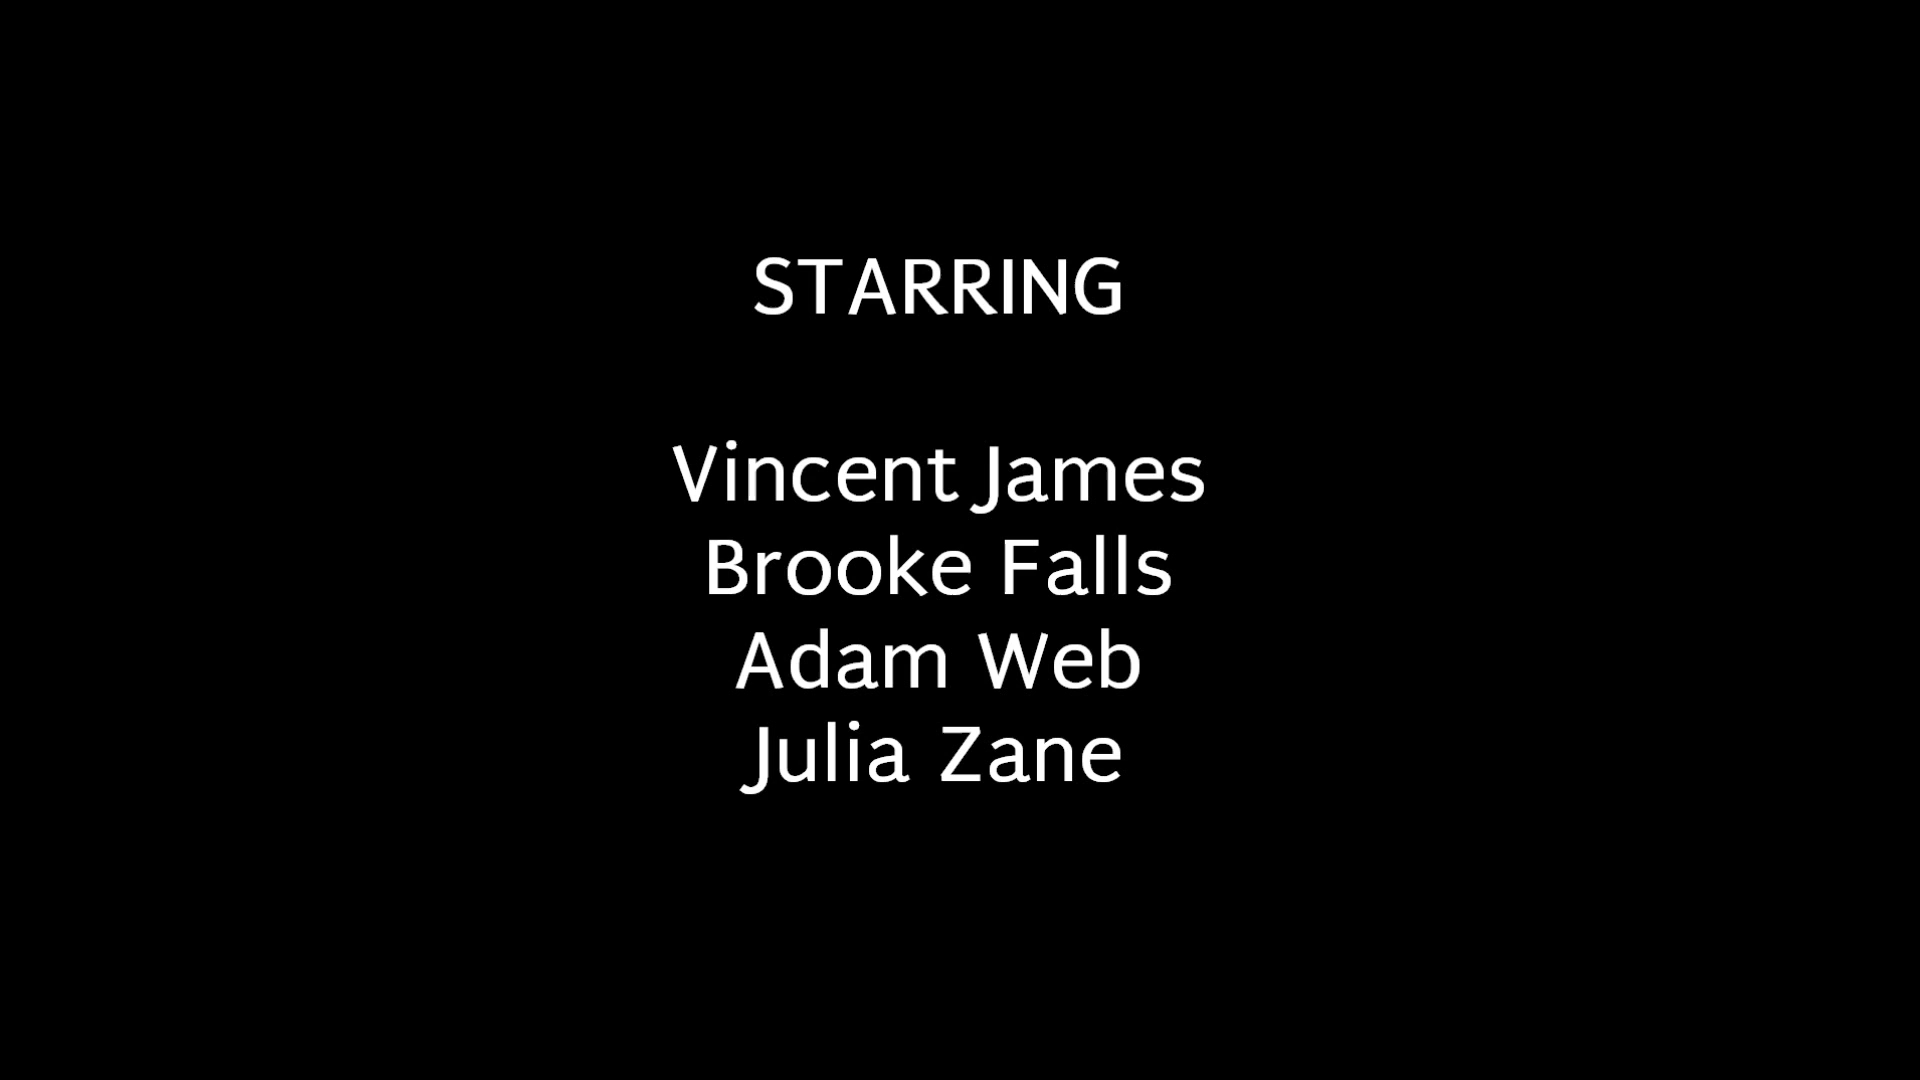 STARRING
Vincent James
Brooke Falls
Adam Web
Julia Zane